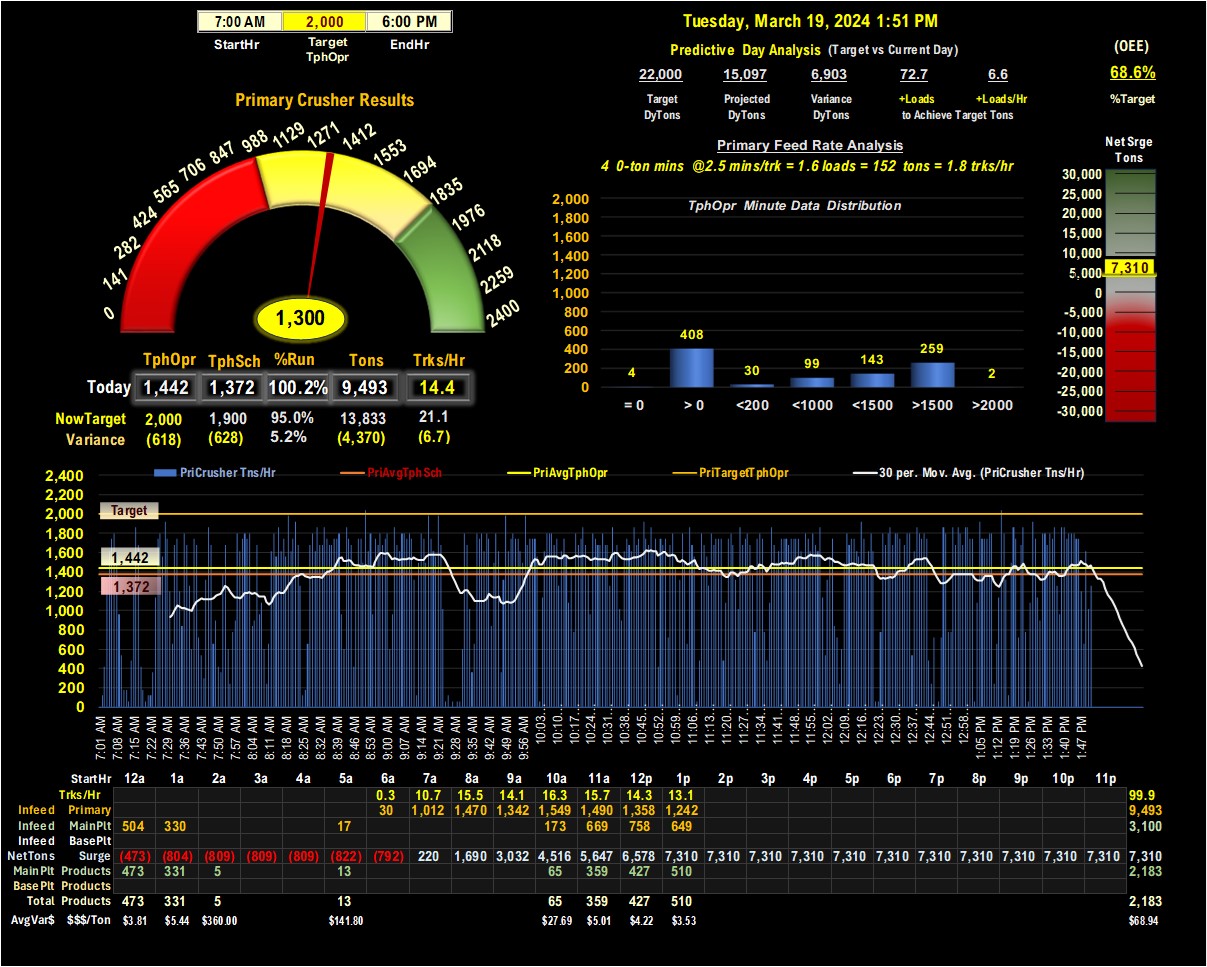 7:00 AM 2,000 6:00 PM
StartHr Target TphOpr EndHr
Tuesday, March 19, 2024 1:51 PM
Predictive Day Analysis (Target vs Current Day)
(OEE)
22,000 15,097 6,903 72.7 6.6
68.6%
Target Projected Variance +Loads +Loads/Hr
%Target
DyTons DyTons DyTons to Achieve Target Tons
Primary Crusher Results
0 141 282 424 565 706 847 988 1129 1271 1412 1553 1694 1835 1976 2118 2259 2400
1,300
TphOpr TphSch %Run Tons Trks/Hr
Today 1,442 1,372 100.2% 9,493 14.4
NowTarget 2,000 1,900 95.0% 13,833 21.1
Variance (618) (628) 5.2% (4,370) (6.7)
Primary Feed Rate Analysis
4 0-ton mins @2.5 mins/trk = 1.6 loads = 152 tons = 1.8 trks/hr
TphOpr Minute Data Distribution
2,000
1,800
1,600
1,400
1,200
1,000
800
600
400
200
0
4 408 30 99 143 259 2
= 0 > 0 <200 <1000 <1500 >1500 >2000
Net Srge
Tons
30,000
25,000
20,000
15,000
10,000
7,310
5,000
0
-5,000
-10,000
-15,000
-20,000
-25,000
-30,000
PriCrusher Tns/Hr PriAvgTphSch PriAvgTphOpr PriTargetTphOpr 30 per. Mov. Avg. (PriCrusher Tns/Hr)
2,400
2,200
2,000
1,800
1,600
1,400
1,200
1,000
800
600
400
200
0
Target
1,442
1,372
7:01 AM 7:08 AM 7:15 AM 7:22 AM 7:29 AM 7:36 AM 7:43 AM 7:50 AM 7:57 AM 8:04 AM 8:11 AM 8:18 AM 8:25 AM 8:32 AM 8:39 AM 8:46 AM 8:53 AM 9:00 AM 9:07 AM 9:14 AM 9:21 AM 9:28 AM 9:35 AM 9:42 AM 9:49 AM 9:56 AM 10:03… 10:10… 10:17… 10:24… 10:31… 10:38… 10:45… 10:52… 10:59… 11:06… 11:13… 11:20… 11:27… 11:34… 11:41… 11:48… 11:55… 12:02… 12:09… 12:16… 12:23… 12:30… 12:37… 12:44… 12:51… 12:58… 1:05 PM 1:12 PM 1:19 PM 1:26 PM 1:33 PM 1:40 PM 1:47 PM
StartHr 12a 1a 2a 3a 4a 5a 6a 7a 8a 9a 10a 11a 12p 1p 2p 3p 4p 5p 6p 7p 8p 9p 10p 11p
Trks/Hr 0.3 10.7 15.5 14.1 16.3 15.7 14.3 13.1 99.9
Infeed Primary 30 1,012 1,470 1,342 1,549 1,490 1,358 1,242 9,493
Infeed MainPlt 504 330 17 173 669 758 649 3,100
Infeed BasePlt
NetTons Surge (473) (804) (809) (809) (809) (822) (792) 220 1,690 3,032 4,516 5,647 6,578 7,310 7,310 7,310 7,310 7,310 7,310 7,310 7,310 7,310 7,310 7,310 7,310
Main Plt Products 473 331 5 13 65 359 427 510 2,183
Base Plt Products
Total Products 473 331 5 13 65 359 427 510 2,183
AvgVar$ $$$/Ton $3.81 $5.44 $360.00 $141.80 $27.69 $5.01 $4.22 $3.53 $68.94